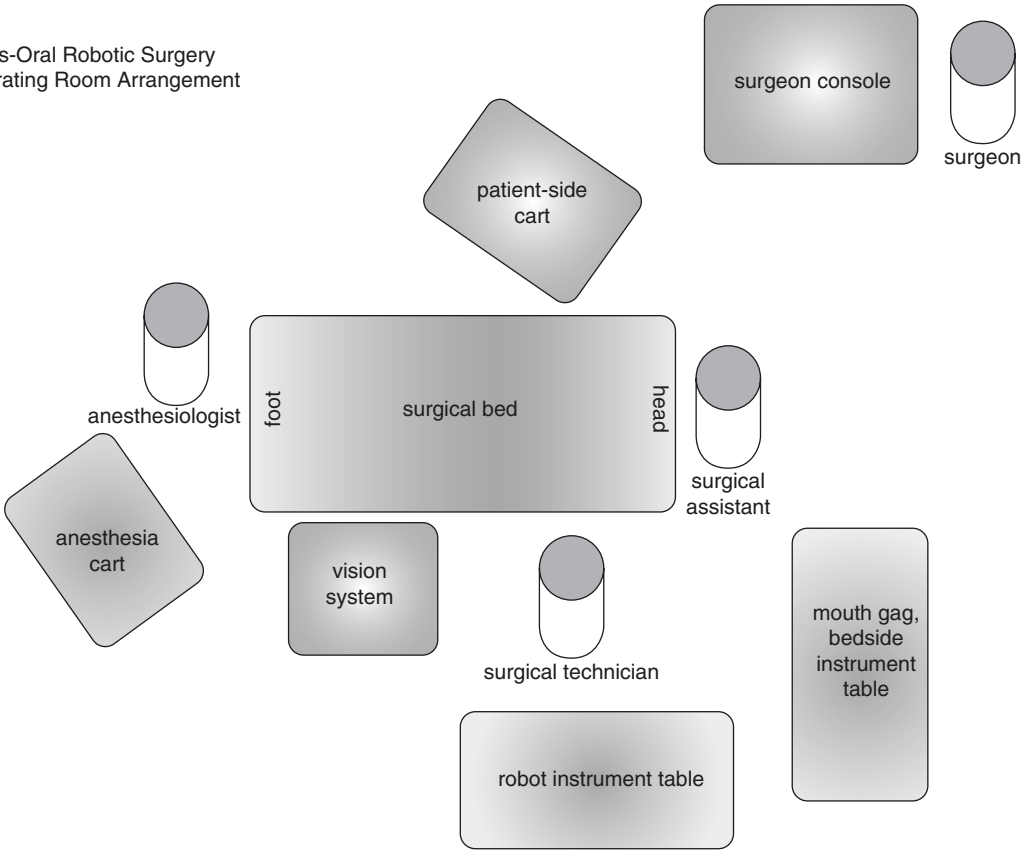 s-Oral Robotic Surgery
rating Room Arrangement
surgeon console
surgeon
patient-side
cart
anesthesiologist
foot
surgical bed
head
surgical
assistant
anesthesia
cart
vision
system
surgical technician
mouth gag,
bedside
instrument
table
robot instrument table